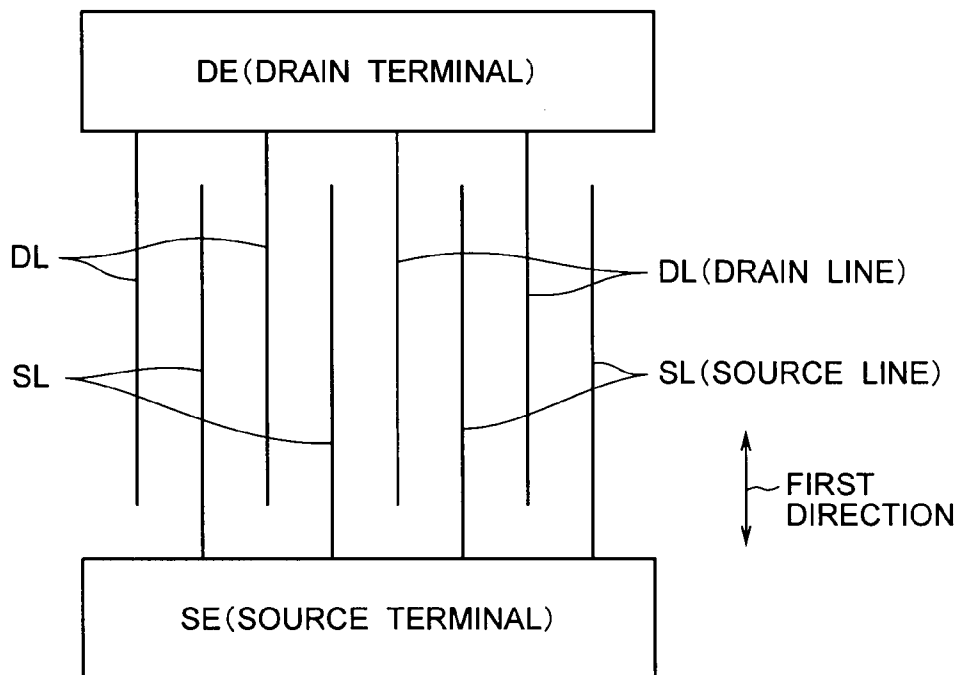 DE(DRAIN TERMINAL)
DL
DL(DRAIN LINE)
SL
SL(SOURCE LINE)
FIRST
DIRECTION
SE(SOURCE TERMINAL)